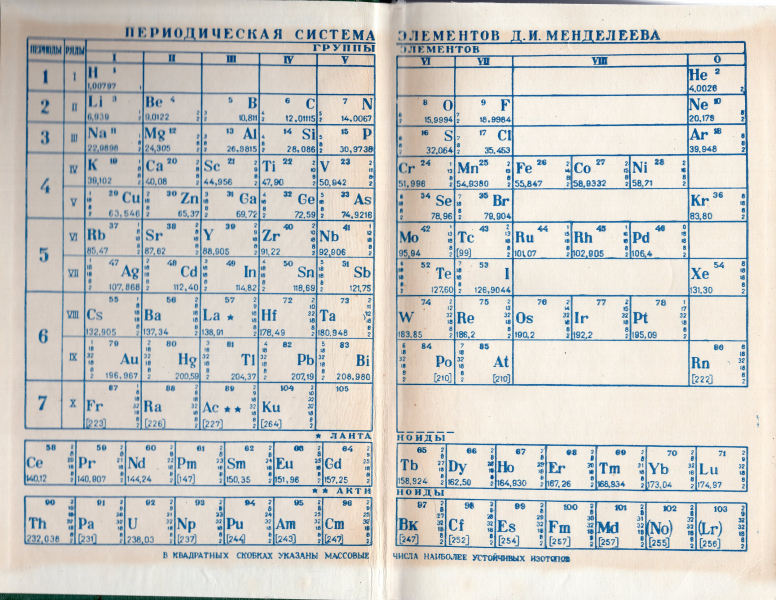 ПЕРИОДИЧЕСКАЯ СИСТЕМА ЭЛЕМЕНТОВ Д.И. МЕНДЕЛЕЕВА
ПЕРИОДЫ РЯДЫ ГРУППЫ ЭЛЕМЕНТОВ
I II III IV V VI VII VIII O
1 I H 1 He 2
1,00797 4,0026
2 II Li 3 Be 4 5 B 6 C 7 N 8 O 9 F Ne 10
6,939 9,0122 10,811 12,01115 14,0067 15,9994 18,9984 20,179
3 III Na 11 Mg 12 13 Al 14 Si 15 P 16 S 17 Cl Ar 18
22,9898 24,305 26,9815 28,086 30,9738 32,064 35,453 39,948
4 IV K 19 Ca 20 Sc 21 Ti 22 V 23 Cr 24 Mn 25 Fe 26 Co 27 Ni 28
39,102 40,08 44,956 47,90 50,942 51,996 54,9380 55,847 58,9332 58,71
V 29 Cu 30 Zn 31 Ga 32 Ge 33 As 34 Se 35 Br Kr 36
63,546 65,37 69,72 72,59 74,9216 78,96 79,904 83,80
5 VI Rb 37 Sr 38 Y 39 Zr 40 Nb 41 Mo 42 Tc 43 Ru 44 Rh 45 Pd 46
85,47 87,62 88,905 91,22 92,906 95,94 [99] 101,07 102,905 106,4
VII 47 Ag 48 Cd 49 In 50 Sn 51 Sb 52 Te 53 I Xe 54
107,868 112,40 114,82 118,69 121,75 127,60 126,9044 131,30
6 VIII Cs 55 Ba 56 La ★ 57 Hf 72 Ta 73 W 74 Re 75 Os 76 Ir 77 Pt 78
132,905 137,34 138,91 178,49 180,948 183,85 186,2 190,2 192,2 195,09
IX 79 Au 80 Hg 81 Tl 82 Pb 83 Bi 84 Po 85 At Rn 86
196,967 200,59 204,37 207,19 208,980 [210] [210] [222]
7 X Fr 87 Ra 88 Ac ★★ 89 Ku 104 105
[223] [226] [227] [264]
★ ЛАНТАНОИДЫ
58 59 60 61 62 63 64 65 66 67 68 69 70 71
Ce Pr Nd Pm Sm Eu Gd Tb Dy Ho Er Tm Yb Lu
140,12 140,907 144,24 [147] 150,35 151,96 157,25 158,924 162,50 164,930 167,26 168,934 173,04 174,97
★★ АКТИНОИДЫ
90 91 92 93 94 95 96 97 98 99 100 101 102 103
Th Pa U Np Pu Am Cm Bк Cf Es Fm Md (No) (Lr)
232,038 [231] 238,03 [237] [244] [243] [247] [247] [252] [254] [257] [257] [255] [256]
В КВАДРАТНЫХ СКОБКАХ УКАЗАНЫ МАССОВЫЕ ЧИСЛА НАИБОЛЕЕ УСТОЙЧИВЫХ ИЗОТОПОВ